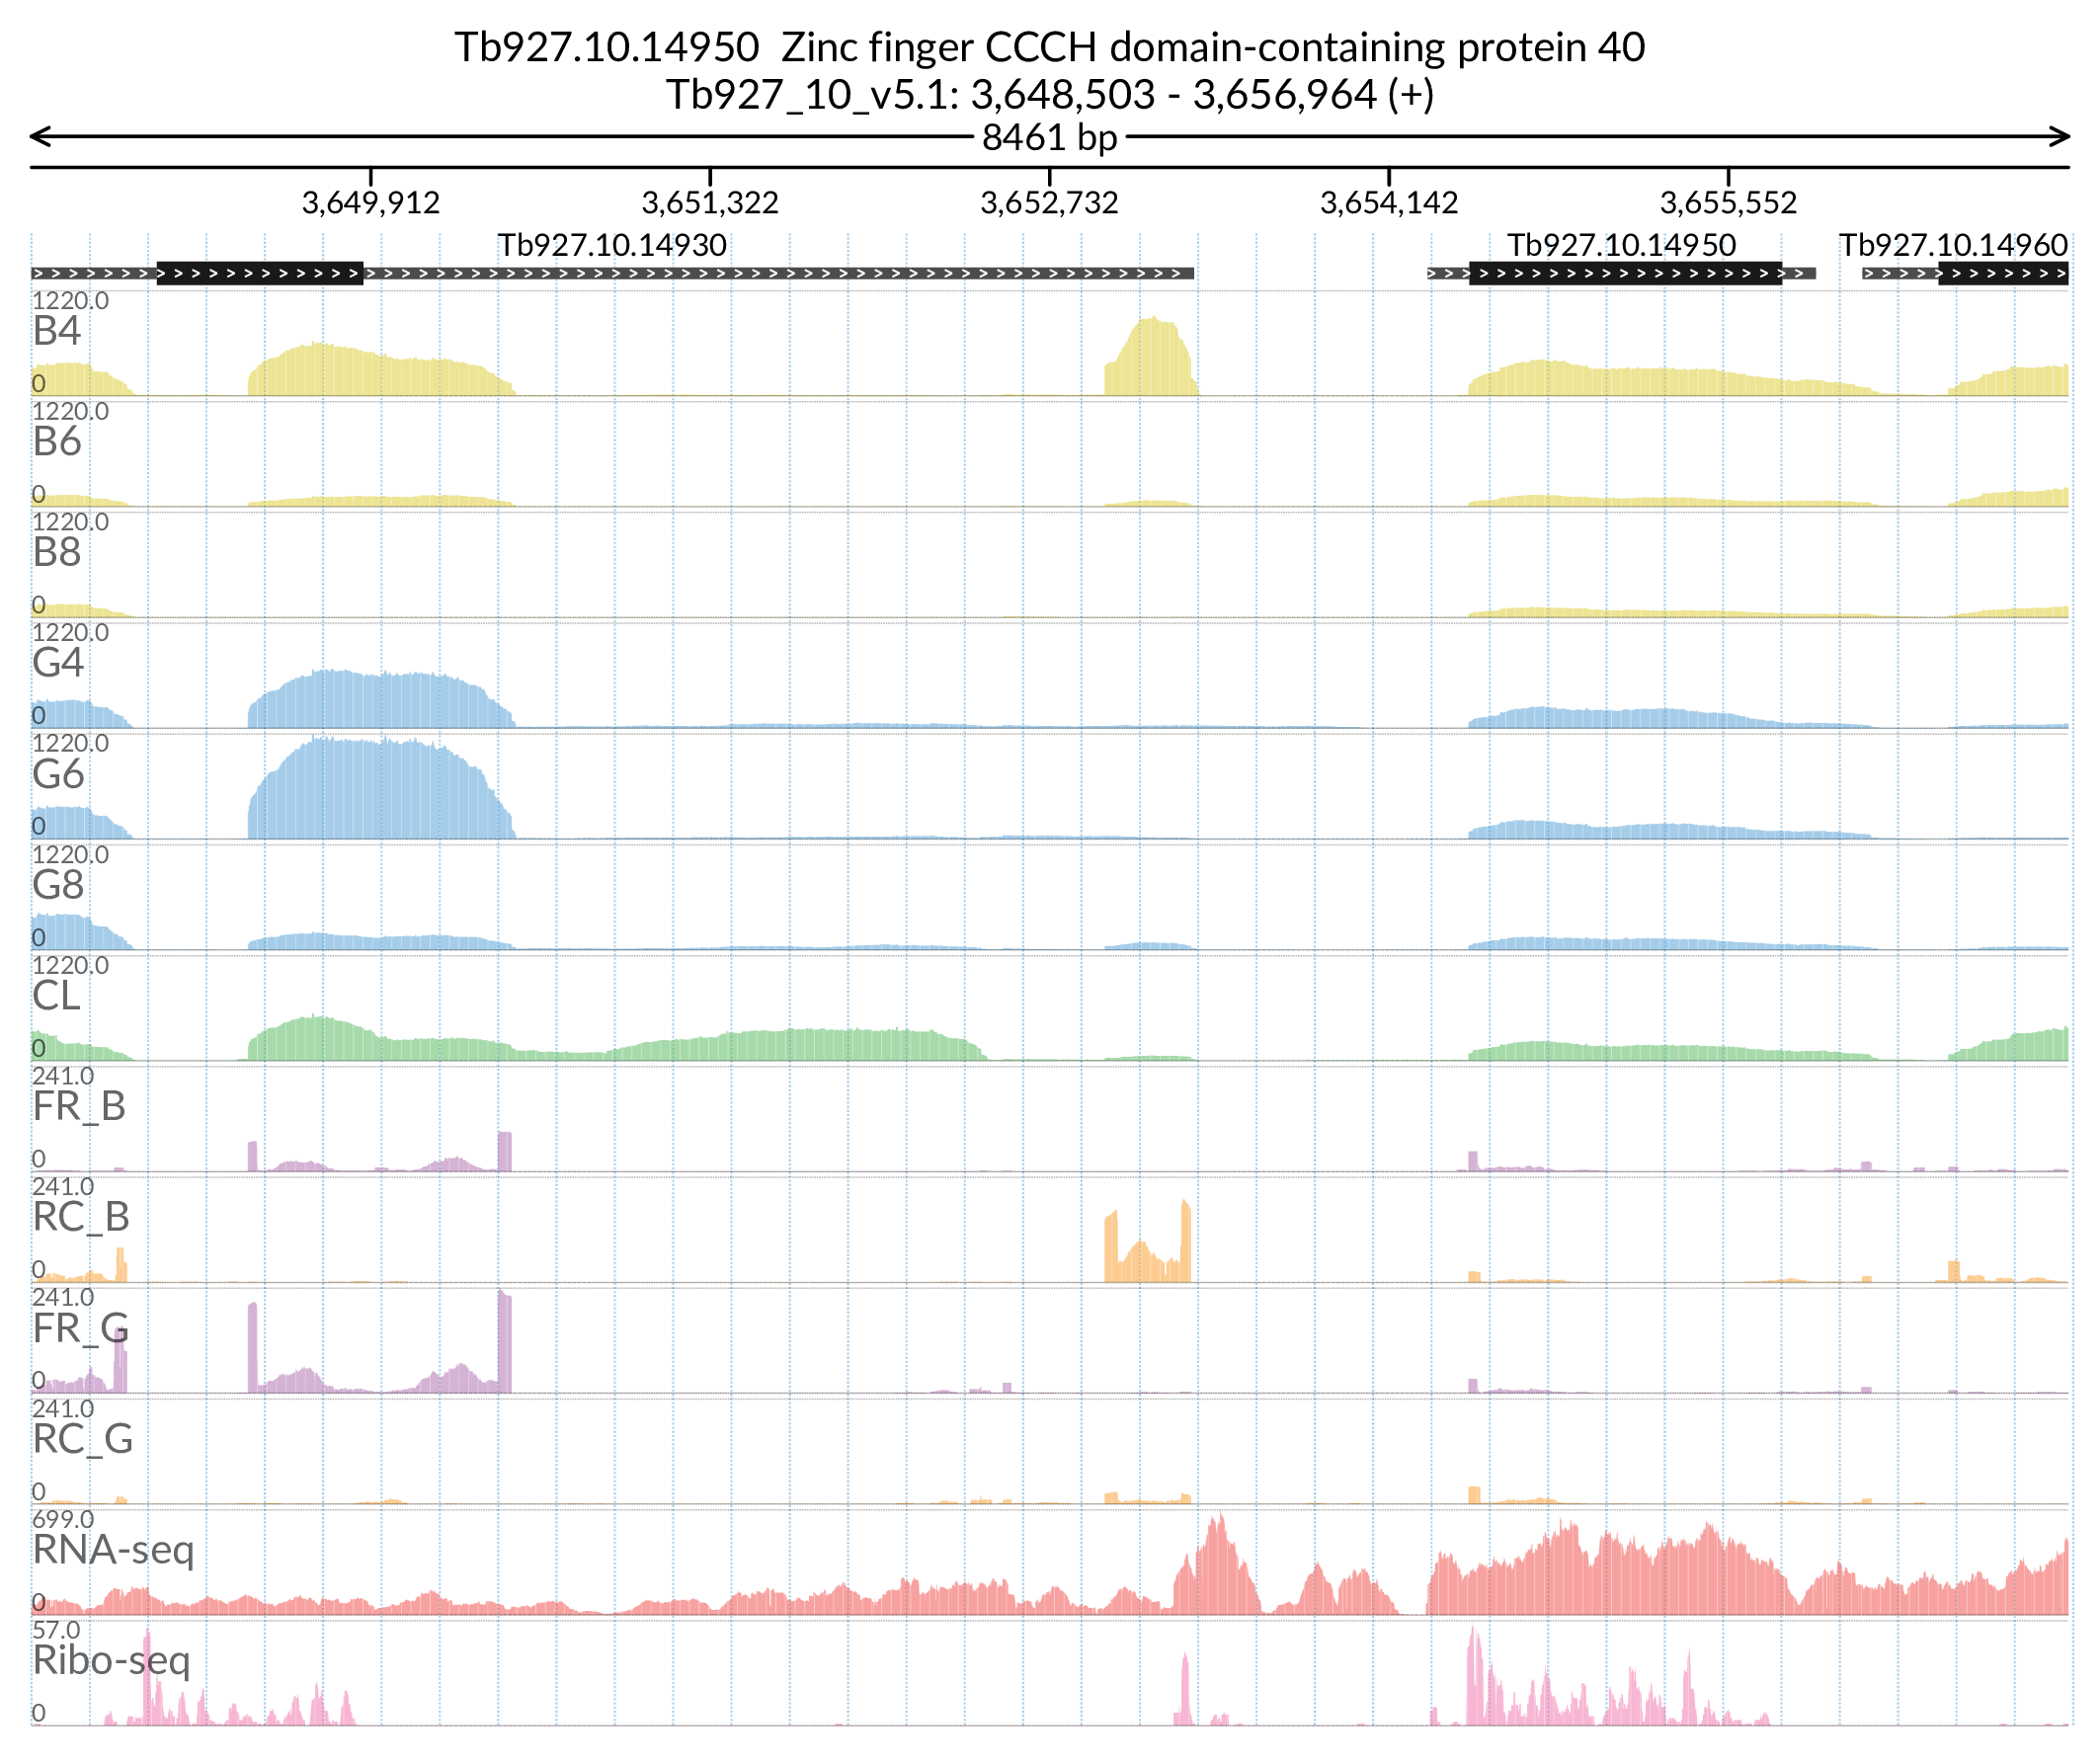 Tb927.10.14950 Zinc finger CCCH domain-containing protein 40
Tb927_10_v5.1: 3,648,503 - 3,656,964 (+)
8461 bp
3,649,912 3,651,322 3,652,732 3,654,142 3,655,552
Tb927.10.14930 Tb927.10.14950 Tb927.10.14960
1220.0
B4
0
1220.0
B6
0
1220.0
B8
0
1220.0
G4
0
1220.0
G6
0
1220.0
G8
0
1220.0
CL
0
241.0
FR_B
0
241.0
RC_B
0
241.0
FR_G
0
241.0
RC_G
0
699.0
RNA-seq
0
57.0
Ribo-seq
0